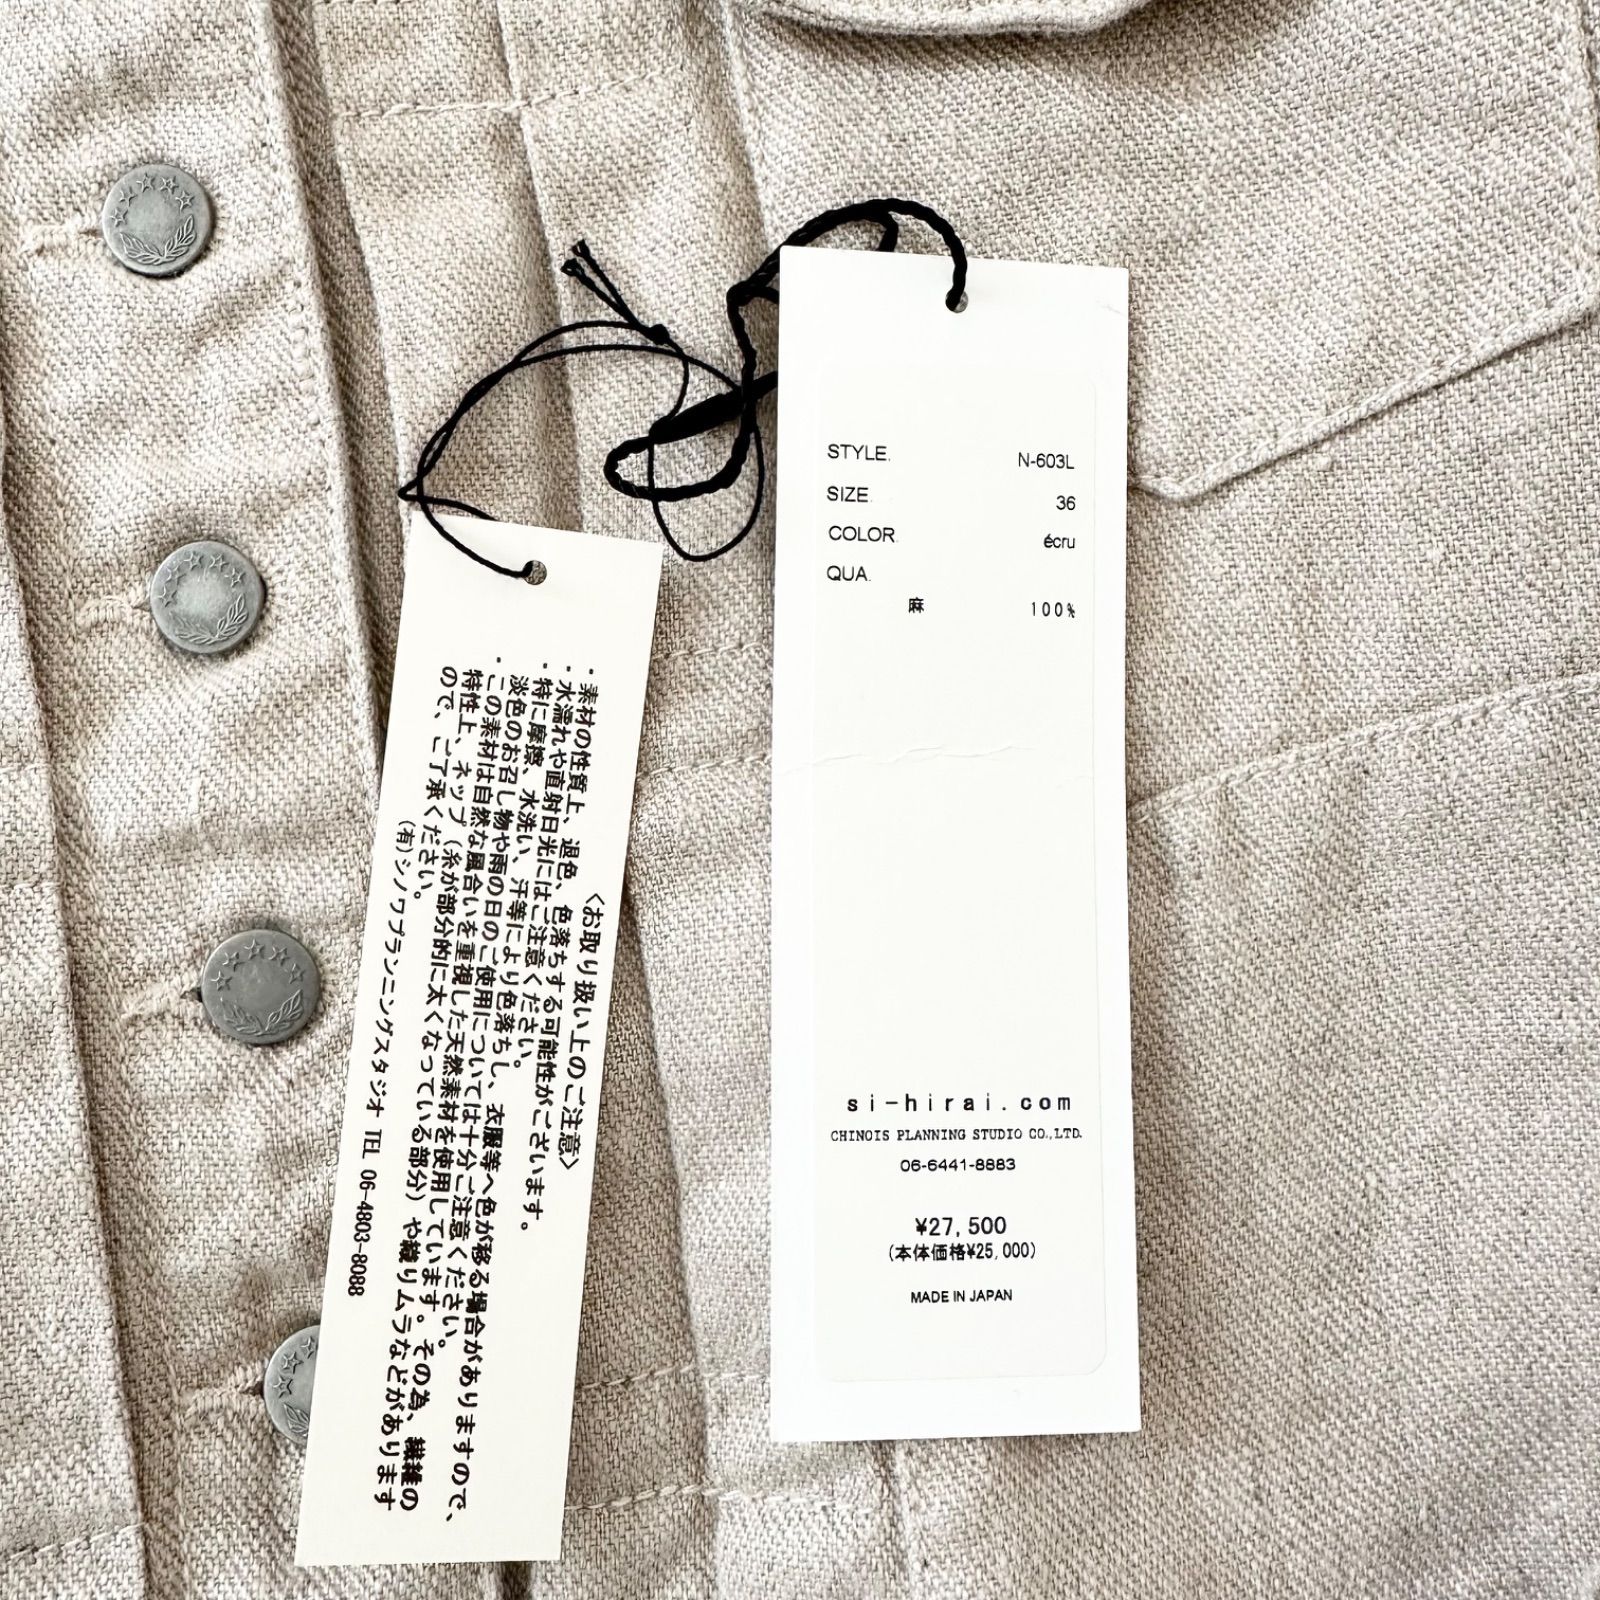 〈お取り扱い上のご注意〉
・素材の性質上、退色、色落ちする可能性がございます。
・水濡れや直射日光にはご注意ください。
・特に摩擦、水洗い、汗等により色落ちし、衣服等へ色が移る場合がありますので、
淡色のお召し物や雨の日のご使用については十分ご注意ください。
・この素材は自然な風合いを重視した天然素材を使用しています。その為、繊維の
特性上、ネップ（糸が部分的に太くなっている部分）や織りムラなどがあります
ので、ご了承ください。
(有)シノワプランニングスタジオ TEL 06-4803-8088
STYLE. N-603L
SIZE. 36
COLOR. écru
QUA.
麻 100%
si-hirai.com
CHINOIS PLANNING STUDIO CO.,LTD.
06-6441-8883
¥27,500
(本体価格¥25,000)
MADE IN JAPAN